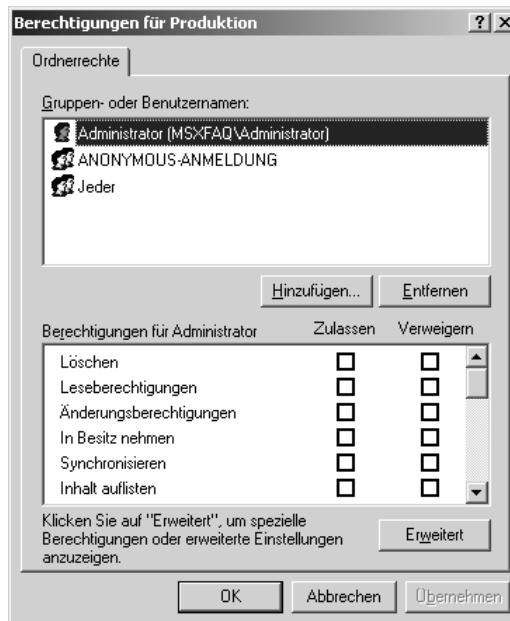 Berechtigungen für Produktion
Ordnerrechte
Gruppen- oder Benutzernamen:
Administrator (MSXFAQ\Administrator)
ANONYMOUS-ANMELDUNG
Jeder
Hinzufügen... Entfernen
Berechtigungen für Administrator Zulassen Verweigern
Löschen
Leseberechtigungen
Änderungsberechtigungen
In Besitz nehmen
Synchronisieren
Inhalt auflisten
Klicken Sie auf "Erweitert", um spezielle
Berechtigungen oder erweiterte Einstellungen
anzuzeigen.
Erweitert
OK Abbrechen Übernehmen